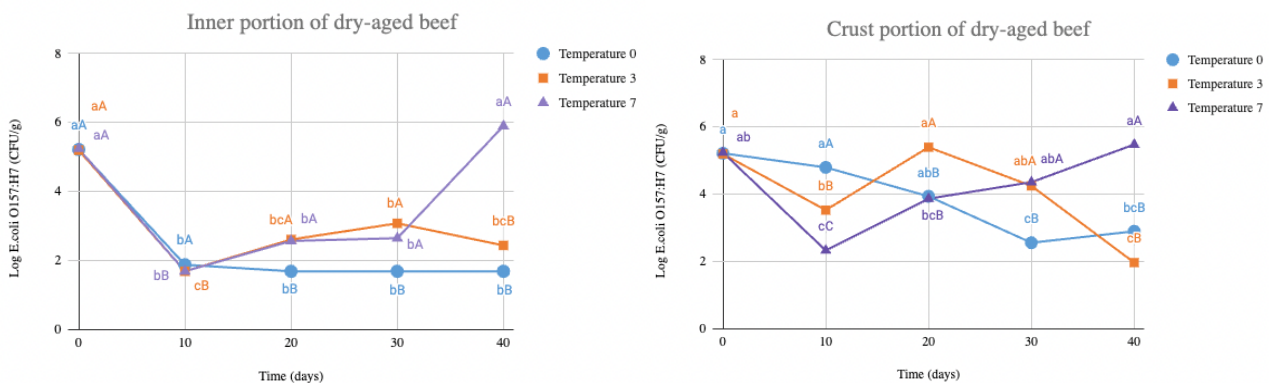 Inner portion of dry-aged beef
8
6
4
2
0
0
10
20
30
40
Log E.coli O157:H7 (CFU/g)
Time (days)
Temperature 0
Temperature 3
Temperature 7
aA
aA
aA
bA
bB
cB
bcA
bA
bB
bA
bA
bB
aA
bcB
bB
Crust portion of dry-aged beef
8
6
4
2
0
0
10
20
30
40
Log E.coli O157:H7 (CFU/g)
Time (days)
Temperature 0
Temperature 3
Temperature 7
a
a
ab
aA
bB
cC
aA
abB
bcB
abA
abA
cB
aA
bcB
cB